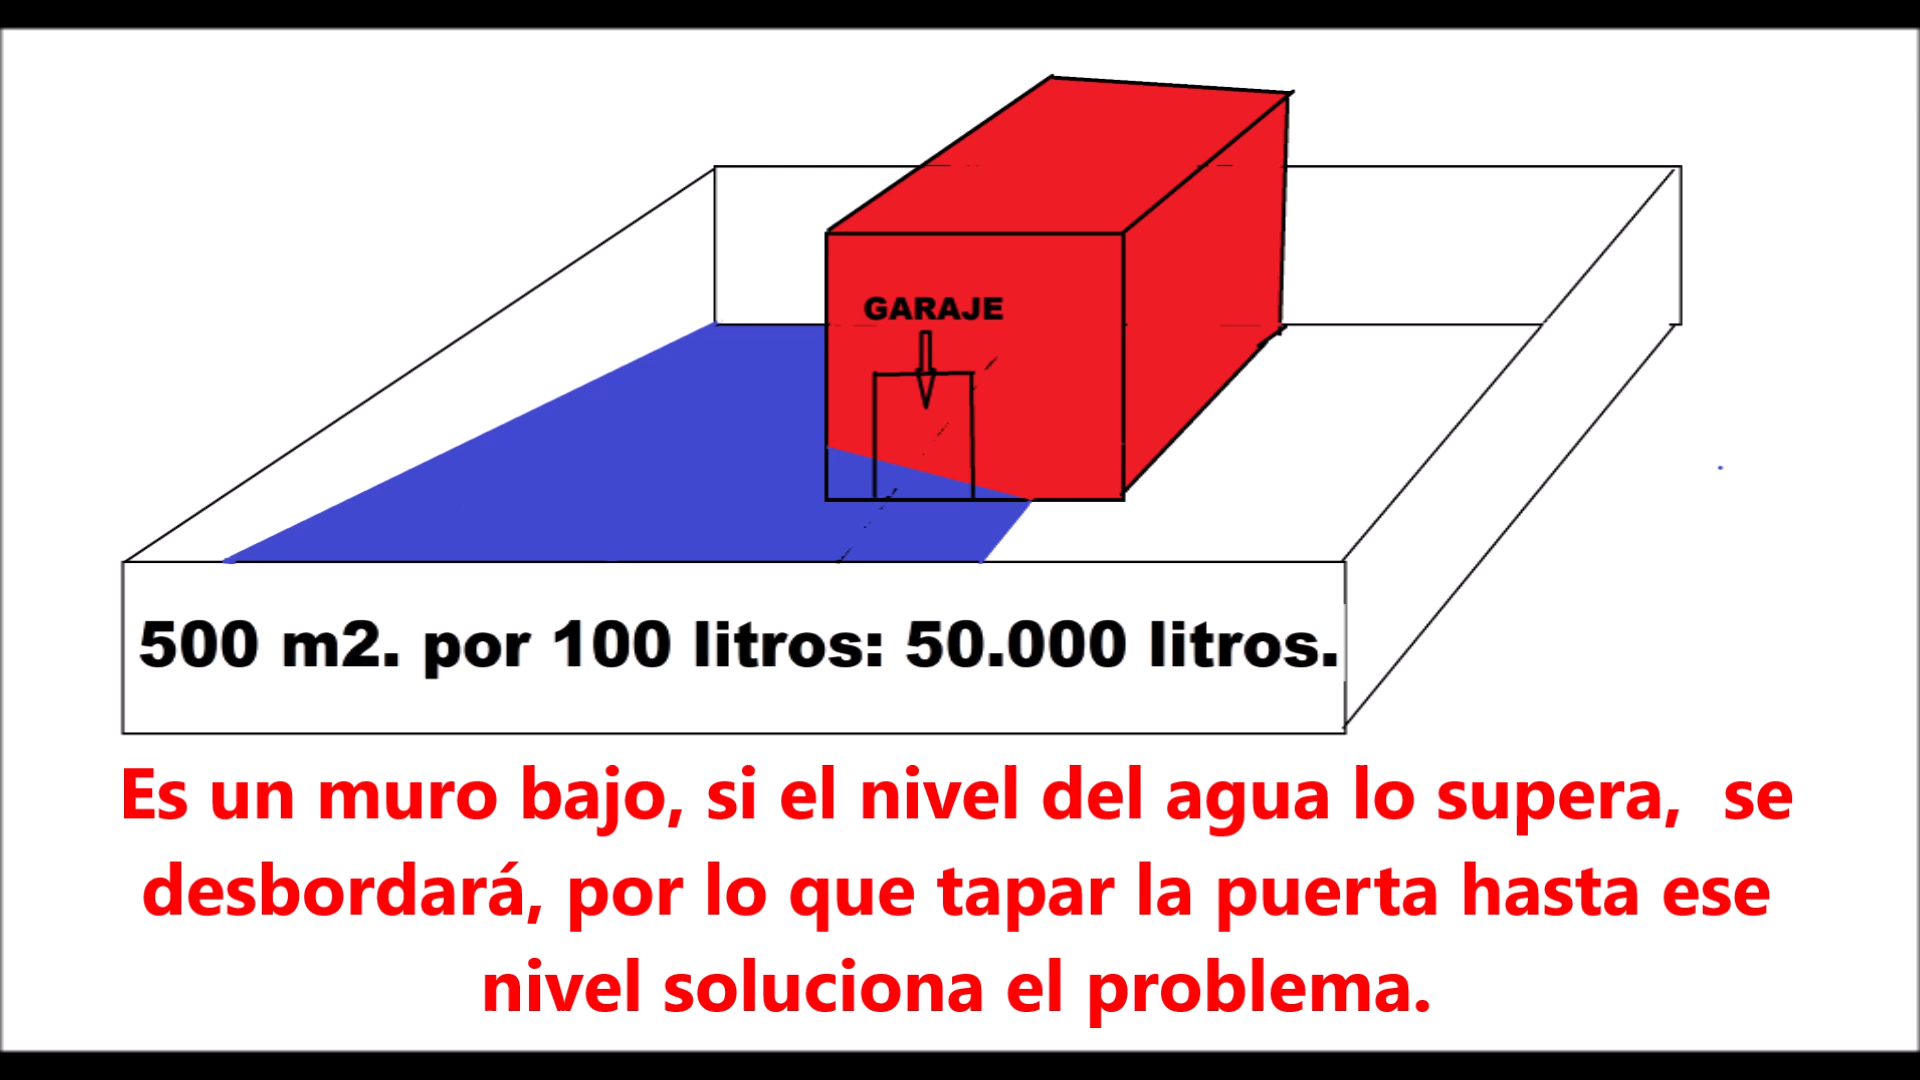 GARAJE
500 m2. por 100 litros: 50.000 litros.
Es un muro bajo, si el nivel del agua lo supera,  se
desbordará, por lo que tapar la puerta hasta ese
nivel soluciona el problema.